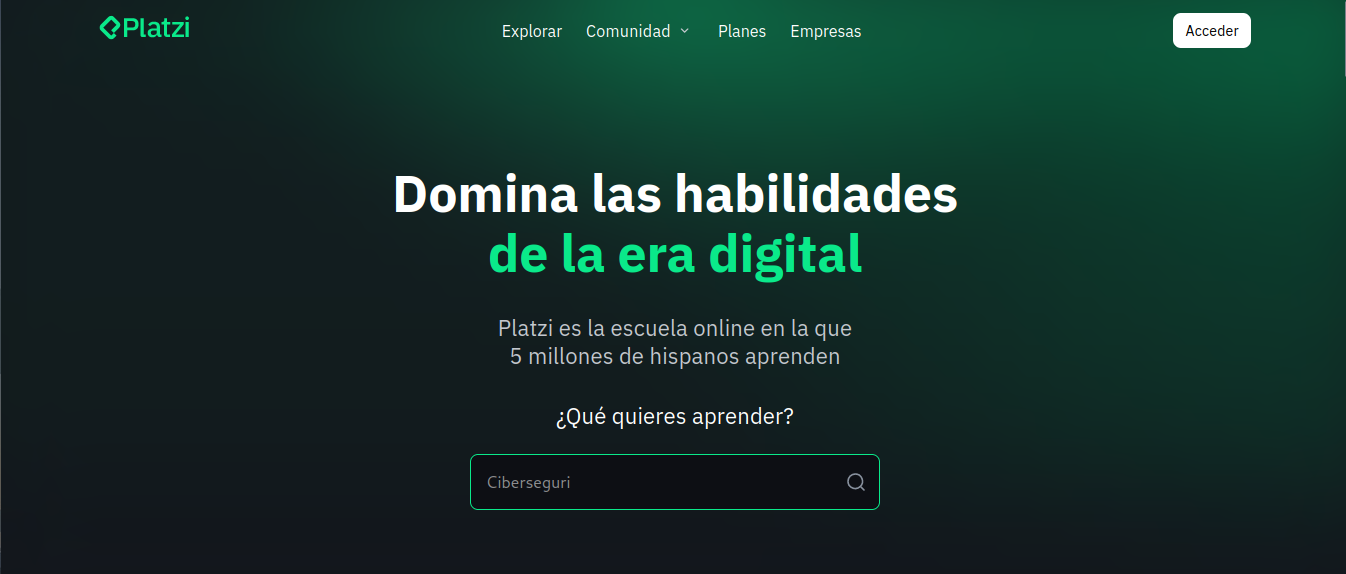 Platzi
Explorar
Comunidad
Planes
Empresas
Acceder
Domina las habilidades
de la era digital
Platzi es la escuela online en la que
5 millones de hispanos aprenden
¿Qué quieres aprender?
Ciberseguri